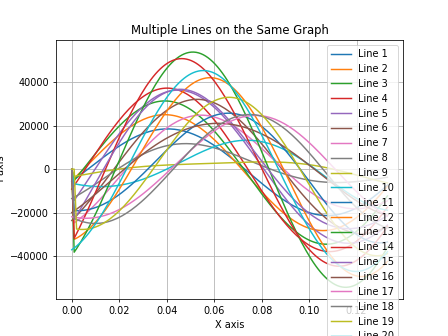 Multiple Lines on the Same Graph
40000
20000
0
−20000
−40000
0.00 0.02 0.04 0.06 0.08 0.10
X axis
axis
Line 1
Line 2
Line 3
Line 4
Line 5
Line 6
Line 7
Line 8
Line 9
Line 10
Line 11
Line 12
Line 13
Line 14
Line 15
Line 16
Line 17
Line 18
Line 19
Line 20